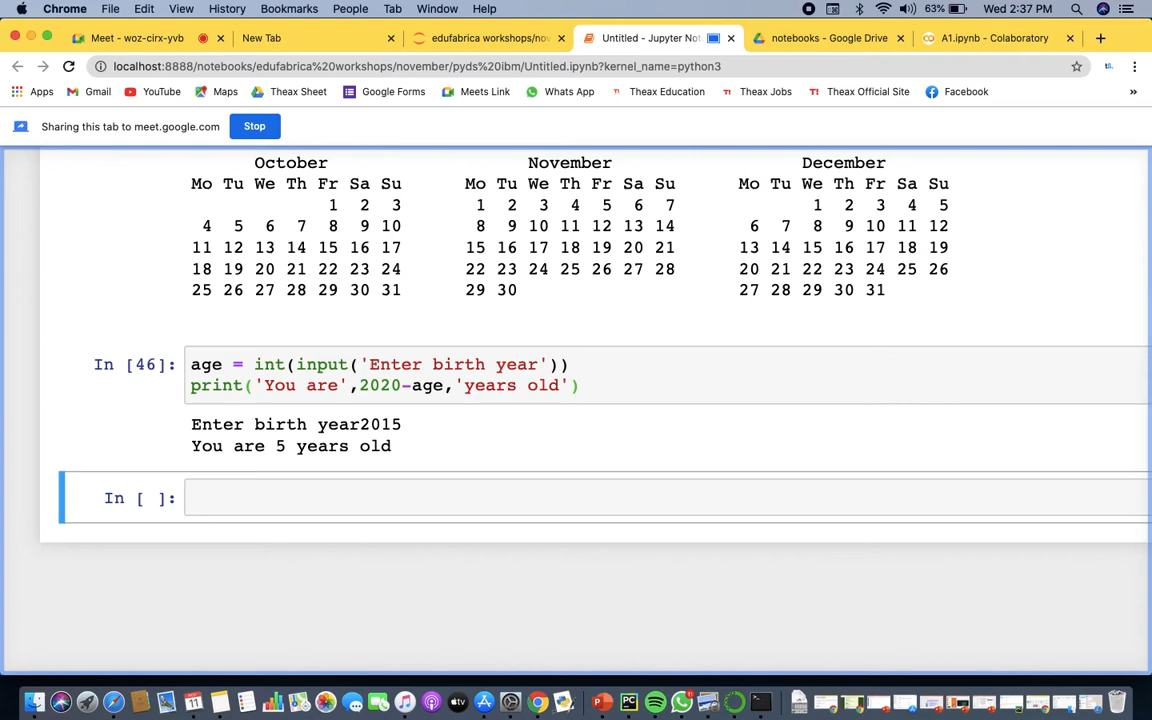 Chrome File Edit View History Bookmarks People Tab Window Help 63% Wed 2:37 PM
Meet - woz-cirx-yvb New Tab edufabrica workshops/nov Untitled - Jupyter Not notebooks - Google Drive A1.ipynb - Colaboratory
localhost:8888/notebooks/edufabrica%20workshops/november/pyds%20ibm/Untitled.ipynb?kernel_name=python3
Apps Gmail YouTube Maps Theax Sheet Google Forms Meets Link Whats App Theax Education Theax Jobs Theax Official Site Facebook »
Sharing this tab to meet.google.com Stop
October November December
Mo Tu We Th Fr Sa Su Mo Tu We Th Fr Sa Su Mo Tu We Th Fr Sa Su
1 2 3 1 2 3 4 5 6 7 1 2 3 4 5
4 5 6 7 8 9 10 8 9 10 11 12 13 14 6 7 8 9 10 11 12
11 12 13 14 15 16 17 15 16 17 18 19 20 21 13 14 15 16 17 18 19
18 19 20 21 22 23 24 22 23 24 25 26 27 28 20 21 22 23 24 25 26
25 26 27 28 29 30 31 29 30 27 28 29 30 31
In [46]: age = int(input('Enter birth year'))
print('You are',2020-age,'years old')
Enter birth year2015
You are 5 years old
In [ ]: